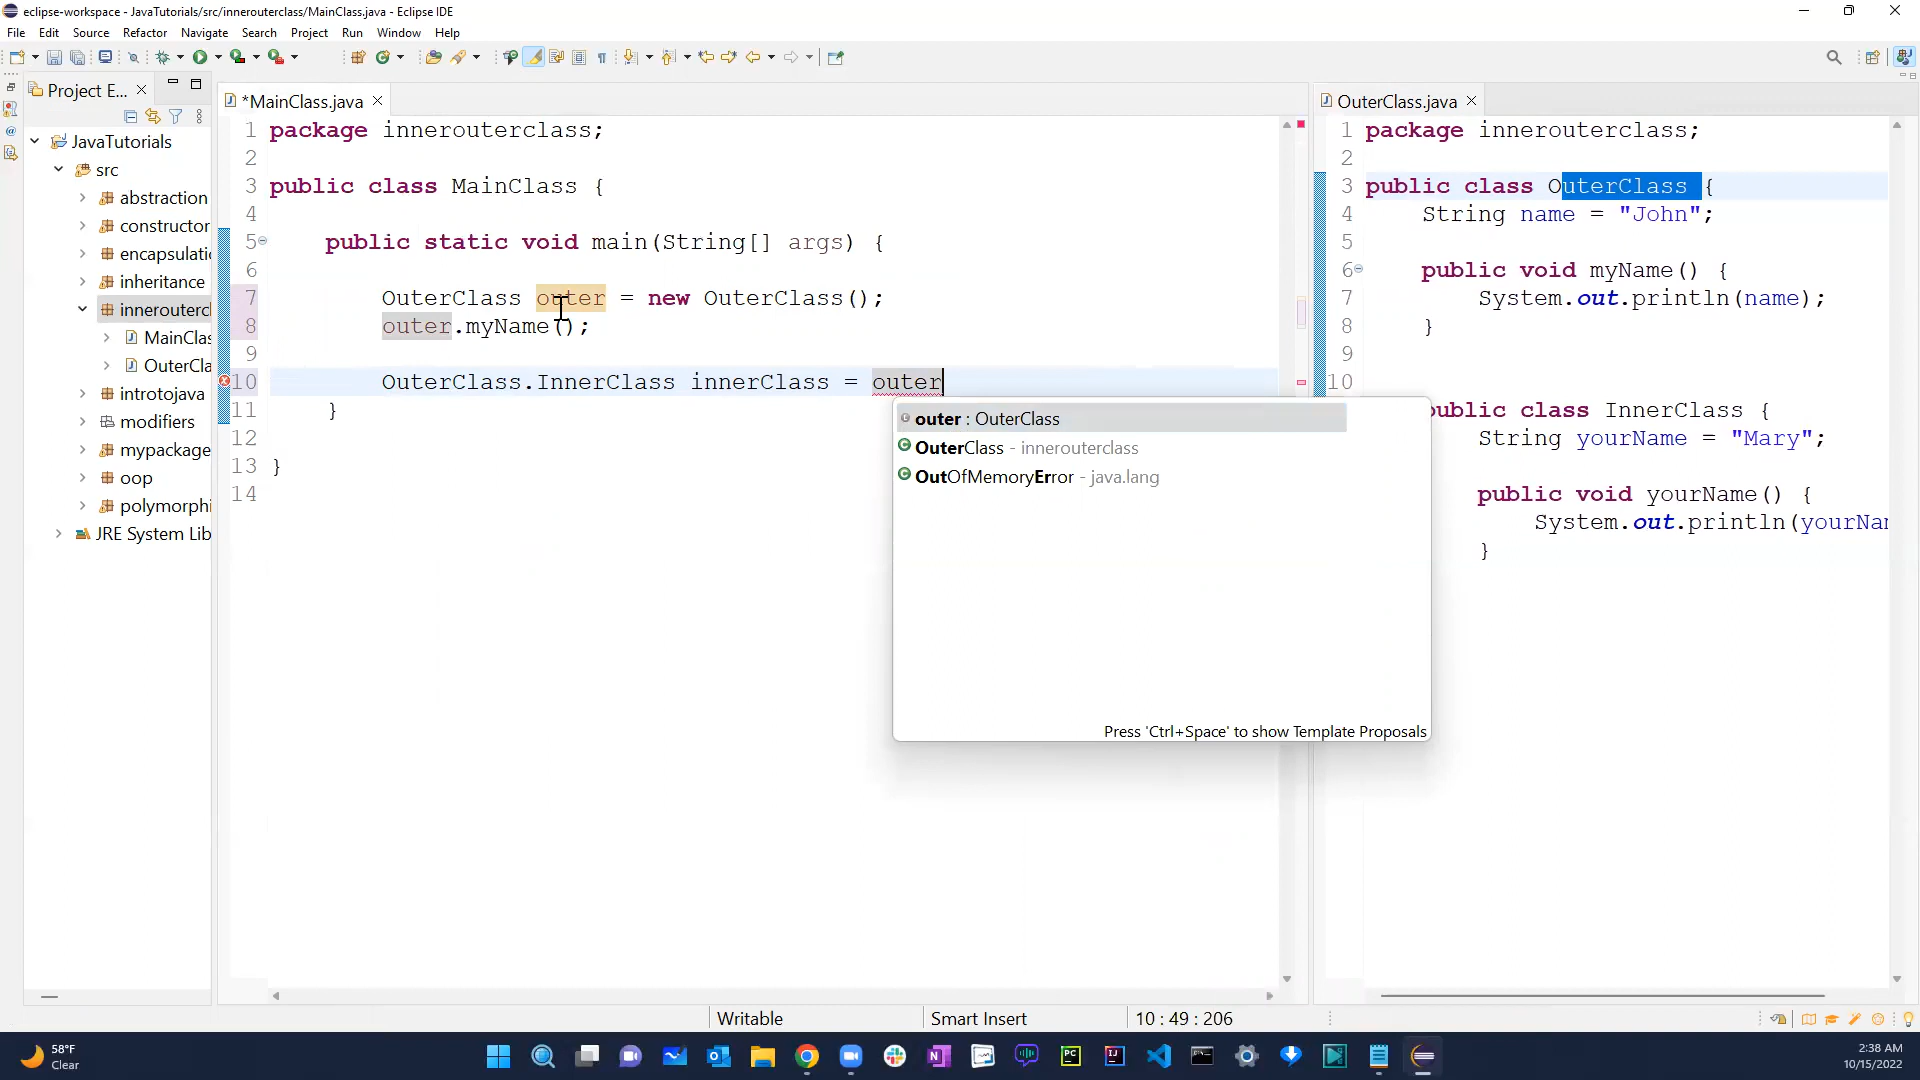 eclipse-workspace - JavaTutorials/src/innerouterclass/MainClass.java - Eclipse IDE
File Edit Source Refactor Navigate Search Project Run Window Help
Project E...
JavaTutorials
src
abstraction
constructor
encapsulatio
inheritance
innerouterc
MainClas
OuterCla
introtojava
modifiers
mypackage
oop
polymorphi
JRE System Lib
*MainClass.java
1 package innerouterclass;
2
3 public class MainClass {
4
5 public static void main(String[] args) {
6
7 OuterClass outer = new OuterClass();
8 outer.myName();
9
10 OuterClass.InnerClass innerClass = outer
11 }
12
13 }
14
outer : OuterClass
OuterClass - innerouterclass
OutOfMemoryError - java.lang
Press 'Ctrl+Space' to show Template Proposals
OuterClass.java
1 package innerouterclass;
2
3 public class OuterClass {
4 String name = "John";
5
6 public void myName() {
7 System.out.println(name);
8 }
9
10
public class InnerClass {
String yourName = "Mary";
public void yourName() {
System.out.println(yourNam
}
Writable
Smart Insert
10 : 49 : 206
58°F
Clear
2:38 AM
10/15/2022